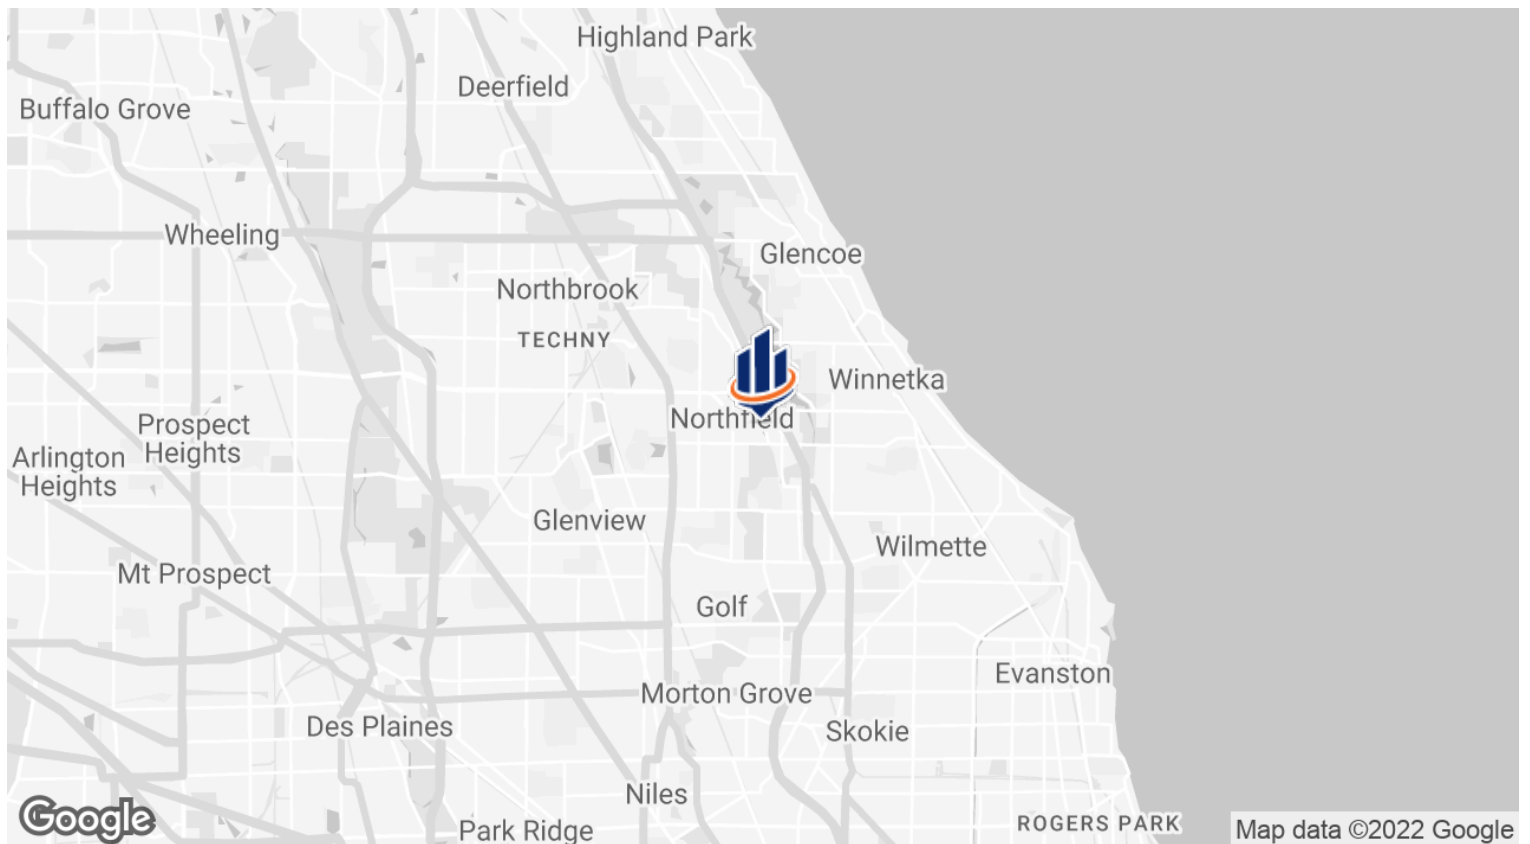 Highland Park
Deerfield
Buffalo Grove
Wheeling
Glencoe
Northbrook
TECHNY
Winnetka
Northfield
Prospect
Heights
Arlington
Heights
Glenview
Wilmette
Mt Prospect
Golf
Evanston
Morton Grove
Des Plaines
Skokie
Niles
Google
Park Ridge
ROGERS PARK
Map data ©2022 Google